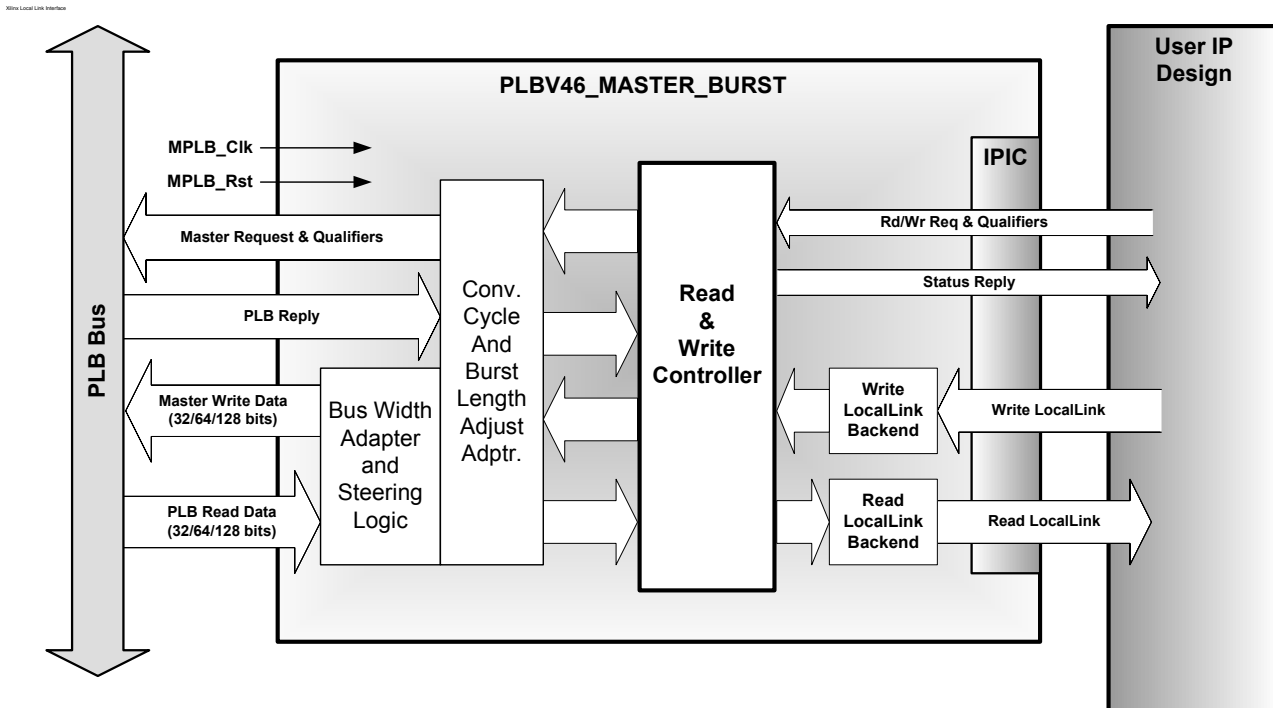 Xilinx Local Link Interface
User IP
Design
PLBV46_MASTER_BURST
MPLB_Clk
MPLB_Rst
IPIC
Master Request & Qualifiers
Rd/Wr Req & Qualifiers
Status Reply
PLB Reply
PLB Bus
Conv.
Cycle
And
Burst
Length
Adjust
Adptr.
Read
&
Write
Controller
Master Write Data
(32/64/128 bits)
Bus Width
Adapter
and
Steering
Logic
Write
LocalLink
Backend
Write LocalLink
PLB Read Data
(32/64/128 bits)
Read
LocalLink
Backend
Read LocalLink